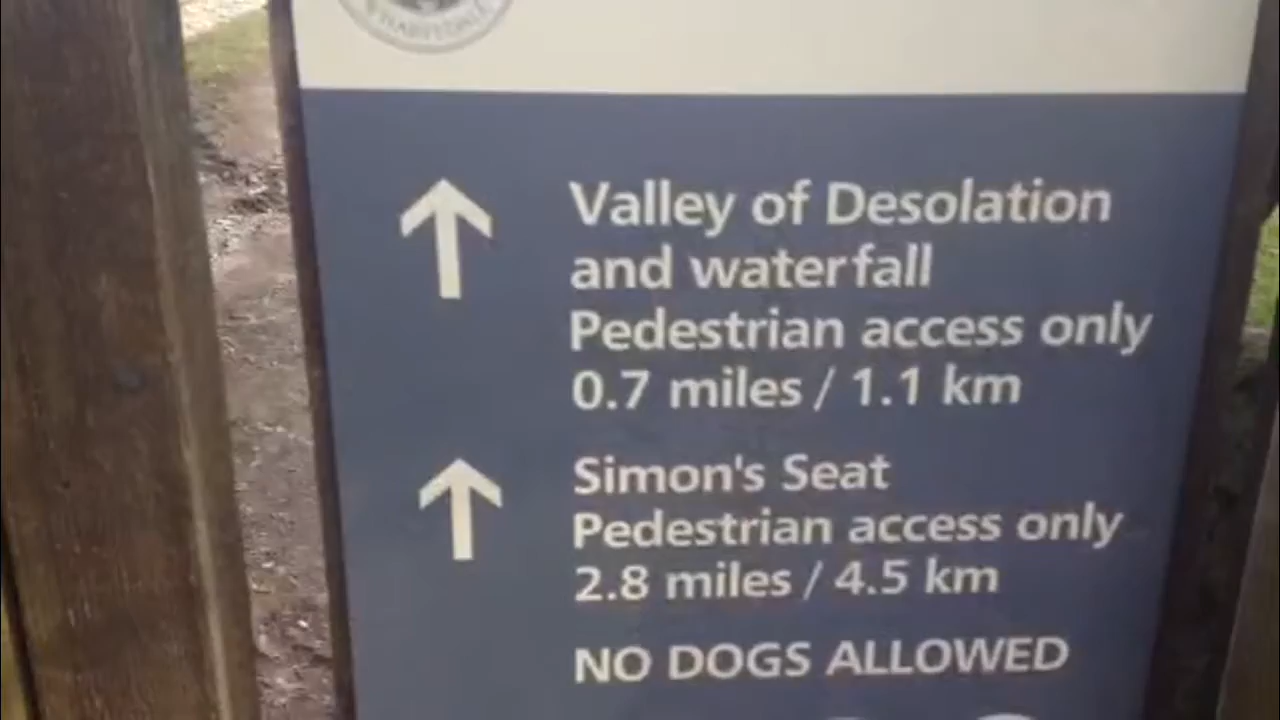 Valley of Desolation
and waterfall
Pedestrian access only
0.7 miles / 1.1 km
Simon's Seat
Pedestrian access only
2.8 miles / 4.5 km
NO DOGS ALLOWED